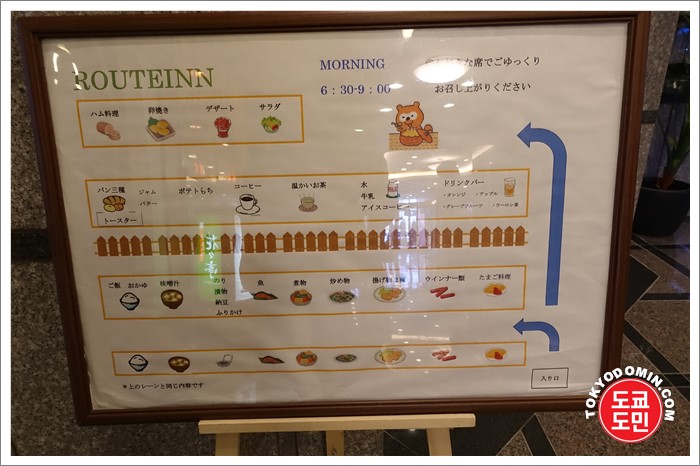 ROUTEINN
MORNING
6：30-9：00
な席でごゆっくり
お召し上がりください
ハム料理 卵焼き デザート サラダ
パン三種 ジャム バター ポテトもち コーヒー 温かいお茶 水 牛乳 アイスコーヒー ドリンクバー
・オレンジ ・アップル
・グレープフルーツ ・ウーロン茶
トースター
ご飯 おかゆ 味噌汁 のり 魚 煮物 炒め物 揚げ物 ウインナー類 たまご料理
漬物
納豆
ふりかけ
＊上のレーンと同じ内容です
入り口
TOKYODOMIN.COM
도쿄
도민